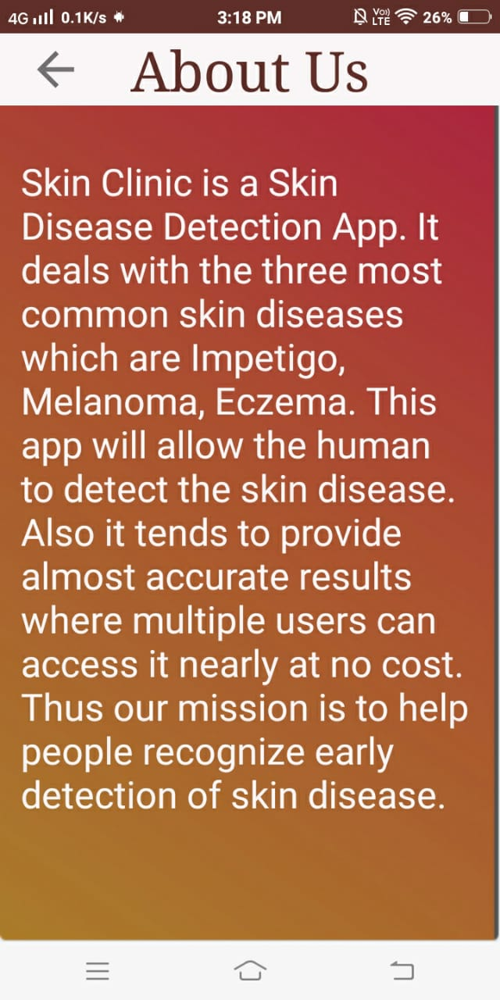 4G 0.1K/s 3:18 PM Vo) LTE 26%
About Us
Skin Clinic is a Skin
Disease Detection App. It
deals with the three most
common skin diseases
which are Impetigo,
Melanoma, Eczema. This
app will allow the human
to detect the skin disease.
Also it tends to provide
almost accurate results
where multiple users can
access it nearly at no cost.
Thus our mission is to help
people recognize early
detection of skin disease.